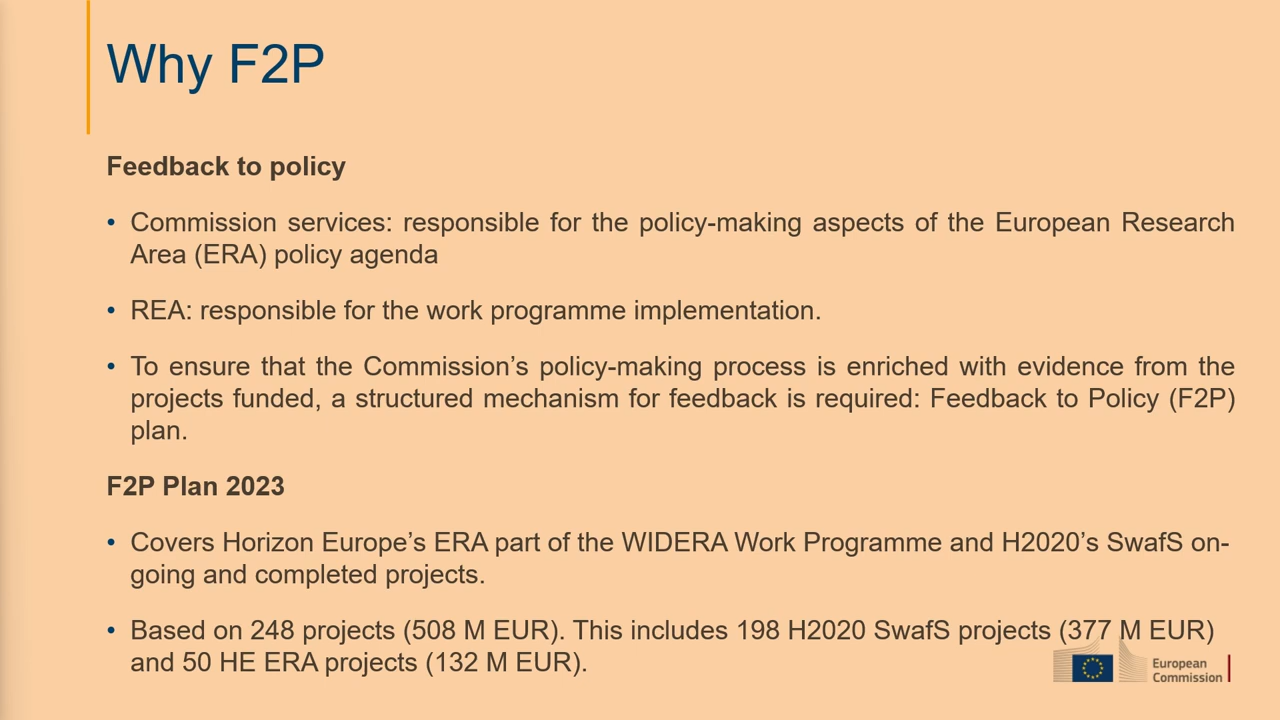 Why F2P
Feedback to policy
• Commission services: responsible for the policy-making aspects of the European Research
Area (ERA) policy agenda
• REA: responsible for the work programme implementation.
• To ensure that the Commission’s policy-making process is enriched with evidence from the
projects funded, a structured mechanism for feedback is required: Feedback to Policy (F2P)
plan.
F2P Plan 2023
• Covers Horizon Europe’s ERA part of the WIDERA Work Programme and H2020’s SwafS on-
going and completed projects.
• Based on 248 projects (508 M EUR). This includes 198 H2020 SwafS projects (377 M EUR)
and 50 HE ERA projects (132 M EUR).
European
Commission